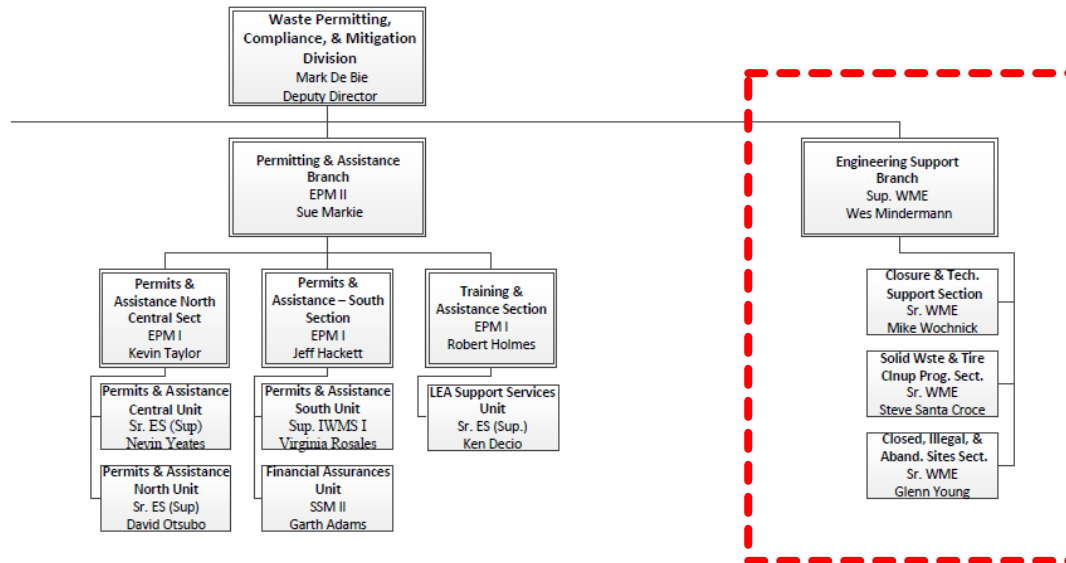 Waste Permitting,
Compliance, & Mitigation
Division
Mark De Bie
Deputy Director
Permitting & Assistance
Branch
EPM II
Sue Markie
Engineering Support
Branch
Sup. WME
Wes Mindermann
Permits &
Assistance North
Central Sect
EPM I
Kevin Taylor
Permits &
Assistance – South
Section
EPM I
Jeff Hackett
Training &
Assistance Section
EPM I
Robert Holmes
Closure & Tech.
Support Section
Sr. WME
Mike Wochnick
Solid Wste & Tire
Clnup Prog. Sect.
Sr. WME
Steve Santa Croce
Closed, Illegal, &
Aband. Sites Sect.
Sr. WME
Glenn Young
Permits & Assistance
Central Unit
Sr. ES (Sup)
Nevin Yeates
Permits & Assistance
South Unit
Sup. IWMS I
Virginia Rosales
LEA Support Services
Unit
Sr. ES (Sup.)
Ken Decio
Permits & Assistance
North Unit
Sr. ES (Sup)
David Otsubo
Financial Assurances
Unit
SSM II
Garth Adams